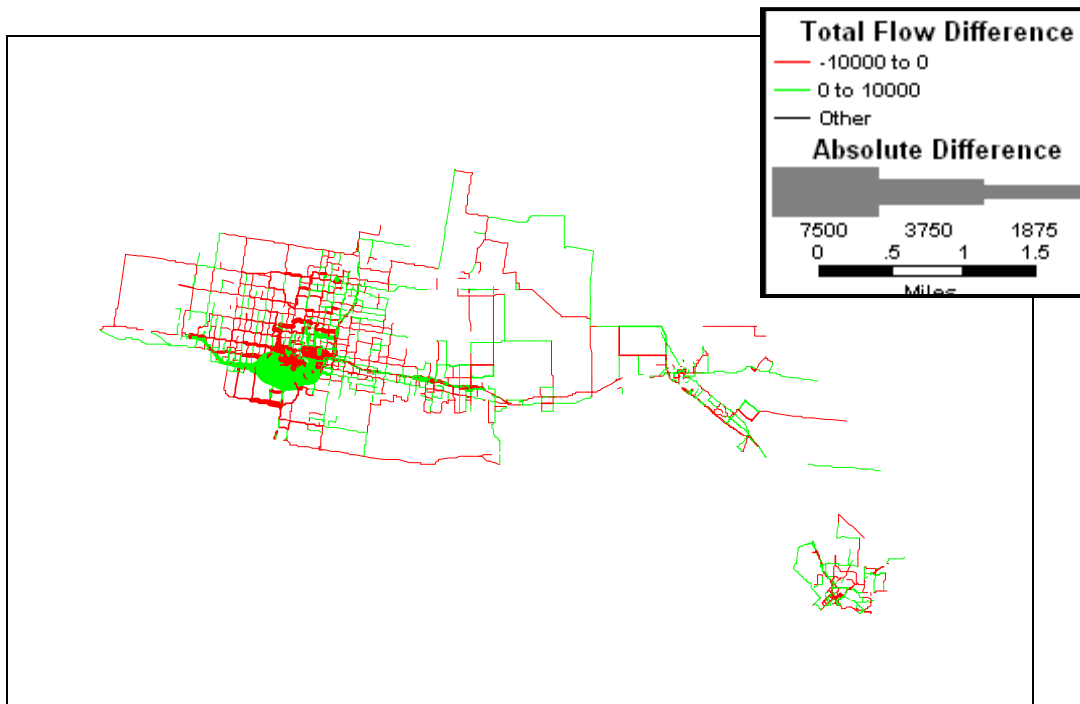 Total Flow Difference
-10000 to 0
0 to 10000
Other
Absolute Difference
7500 3750 1875
0 .5 1 1.5
Miles